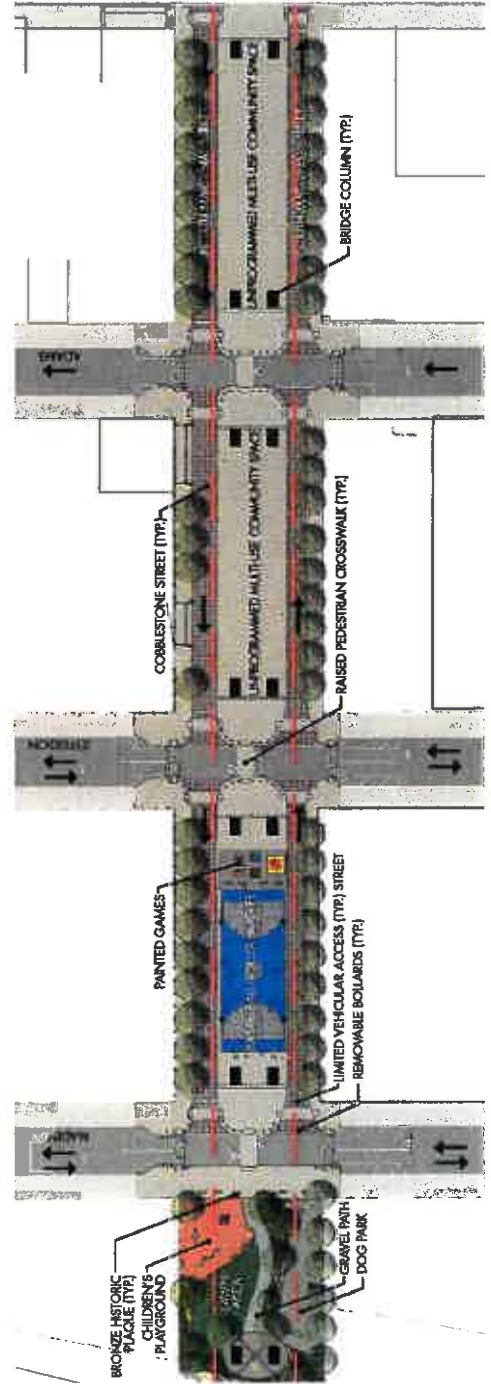 BRONZE HISTORIC
PLAQUE (TYP.)
CHILDREN'S
PLAYGROUND
GRAVEL PATH
DOG PARK
PAINTED GAMES
LIMITED VEHICULAR ACCESS (TYP.) STREET
REMOVABLE BOLLARDS (TYP.)
COBBLESTONE STREET (TYP.)
RAISED PEDESTRIAN CROSSWALK (TYP.)
UNPROGRAMMED MULTI-USE COMMUNITY SPACE
ADAMS
UNPROGRAMMED MULTI-USE COMMUNITY SPACE
BRIDGE COLUMN (TYP.)